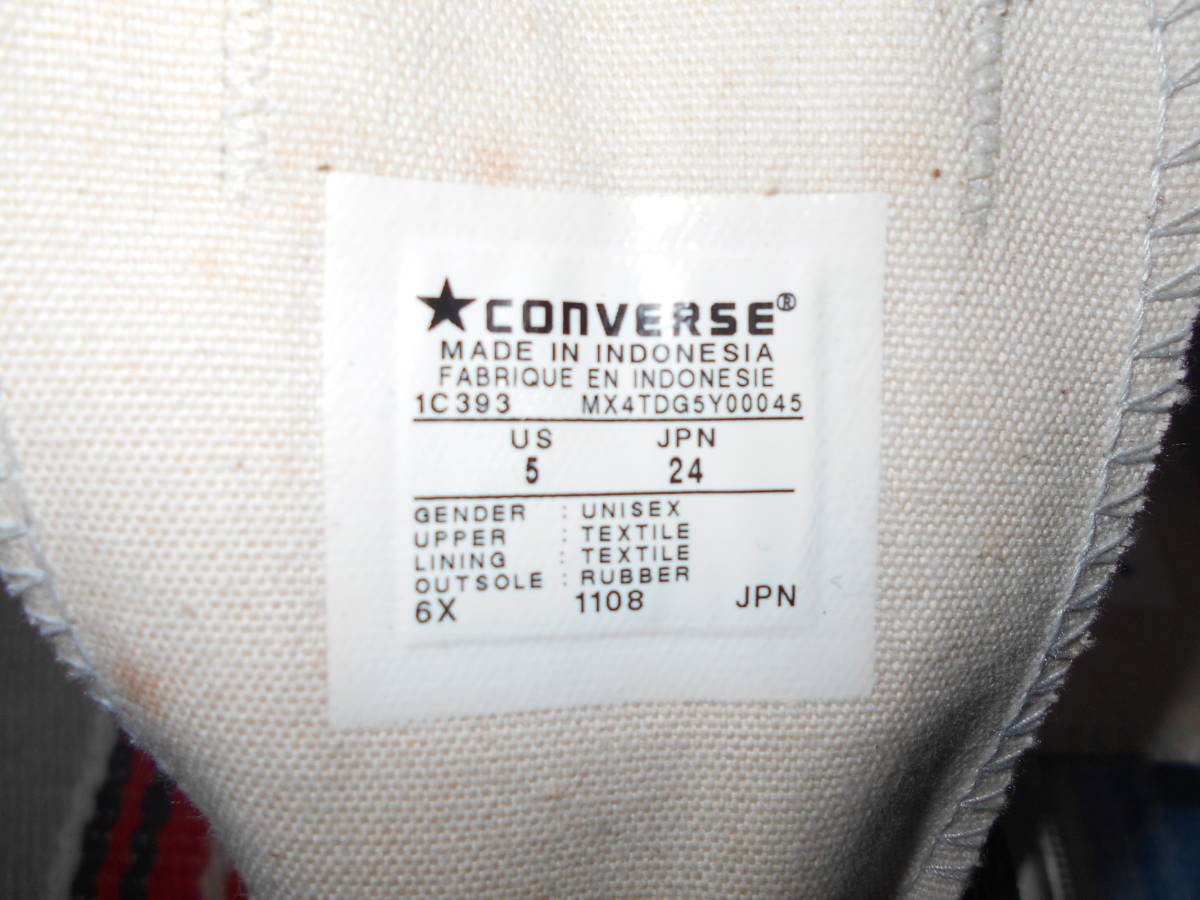 ★CONVERSE®
MADE IN INDONESIA
FABRIQUE EN INDONESIE
1C393 MX4TDG5Y00045
US JPN
5 24
GENDER : UNISEX
UPPER : TEXTILE
LINING : TEXTILE
OUTSOLE : RUBBER
6X 1108 JPN